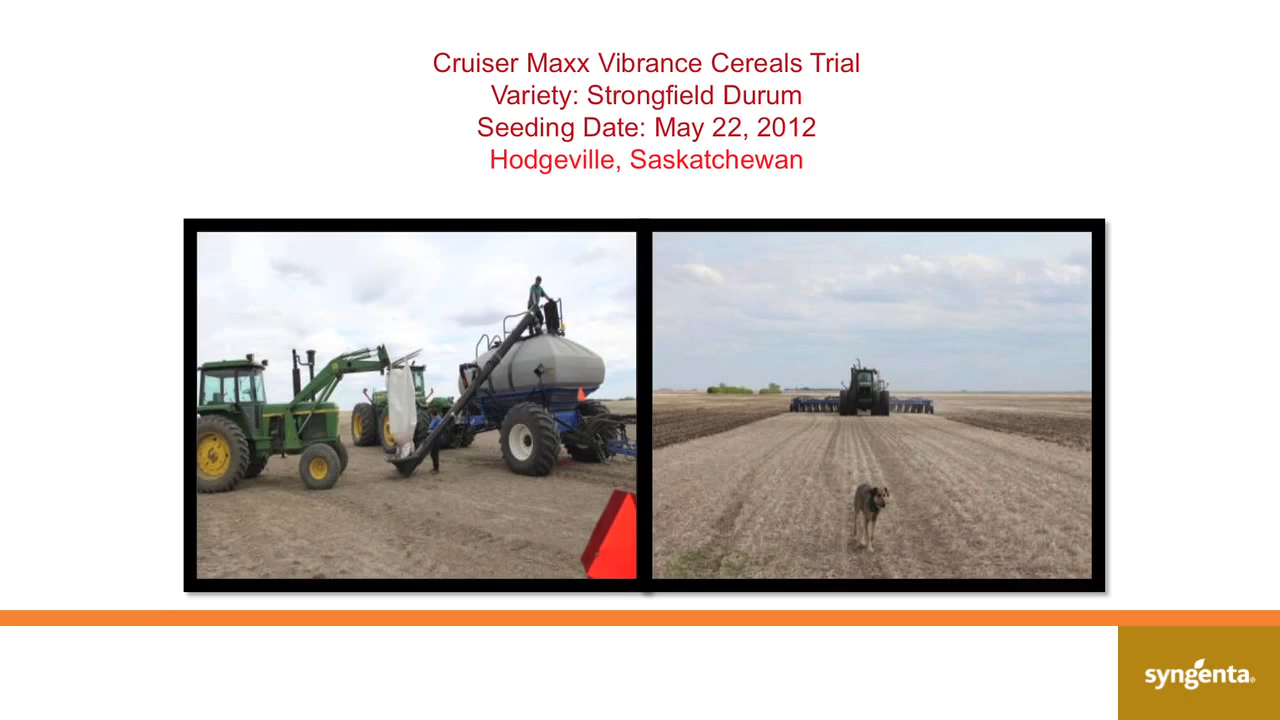 Cruiser Maxx Vibrance Cereals Trial
Variety: Strongfield Durum
Seeding Date: May 22, 2012
Hodgeville, Saskatchewan
syngenta®